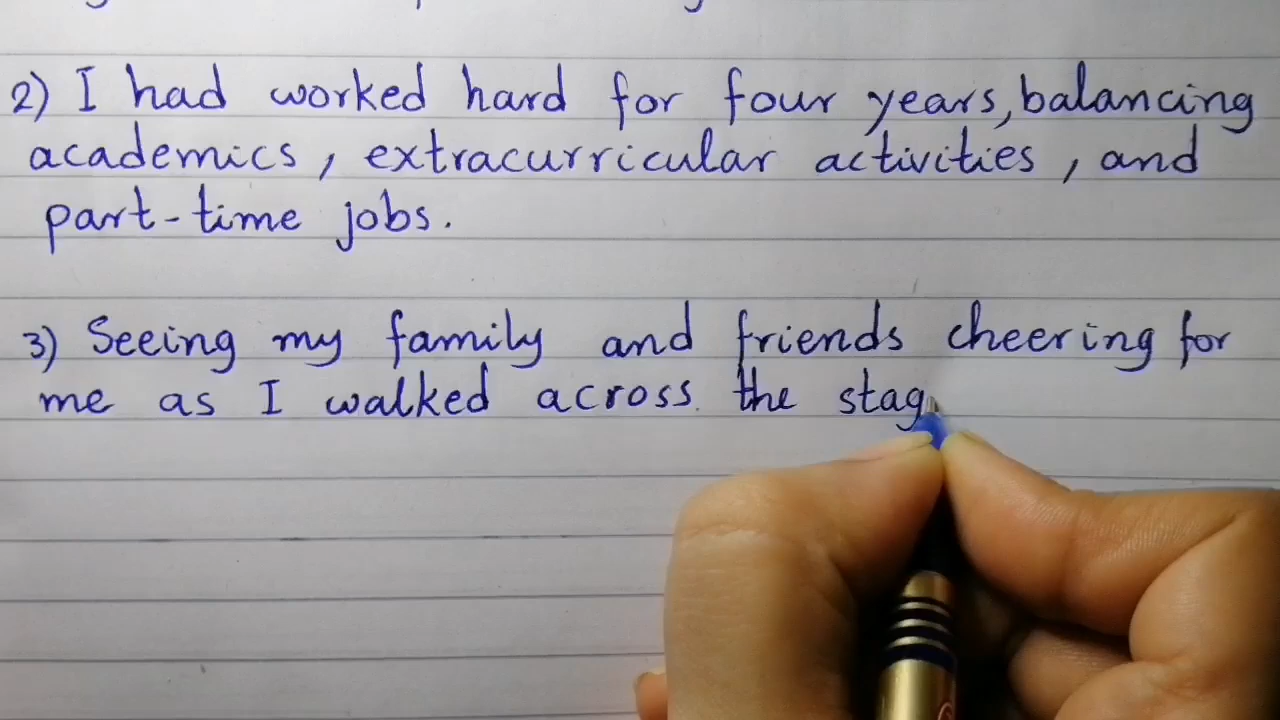 2) I had worked hard for four years, balancing
academics, extracurricular activities, and
part-time jobs.
3) Seeing my family and friends cheering for
me as I walked across the stag